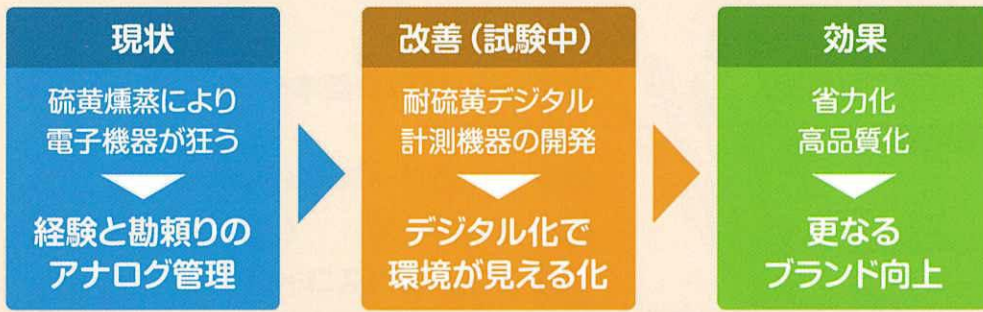 現状
硫黄燻蒸により
電子機器が狂う
経験と勘頼りの
アナログ管理
改善(試験中)
耐硫黄デジタル
計測機器の開発
デジタル化で
環境が見える化
効果
省力化
高品質化
更なる
ブランド向上